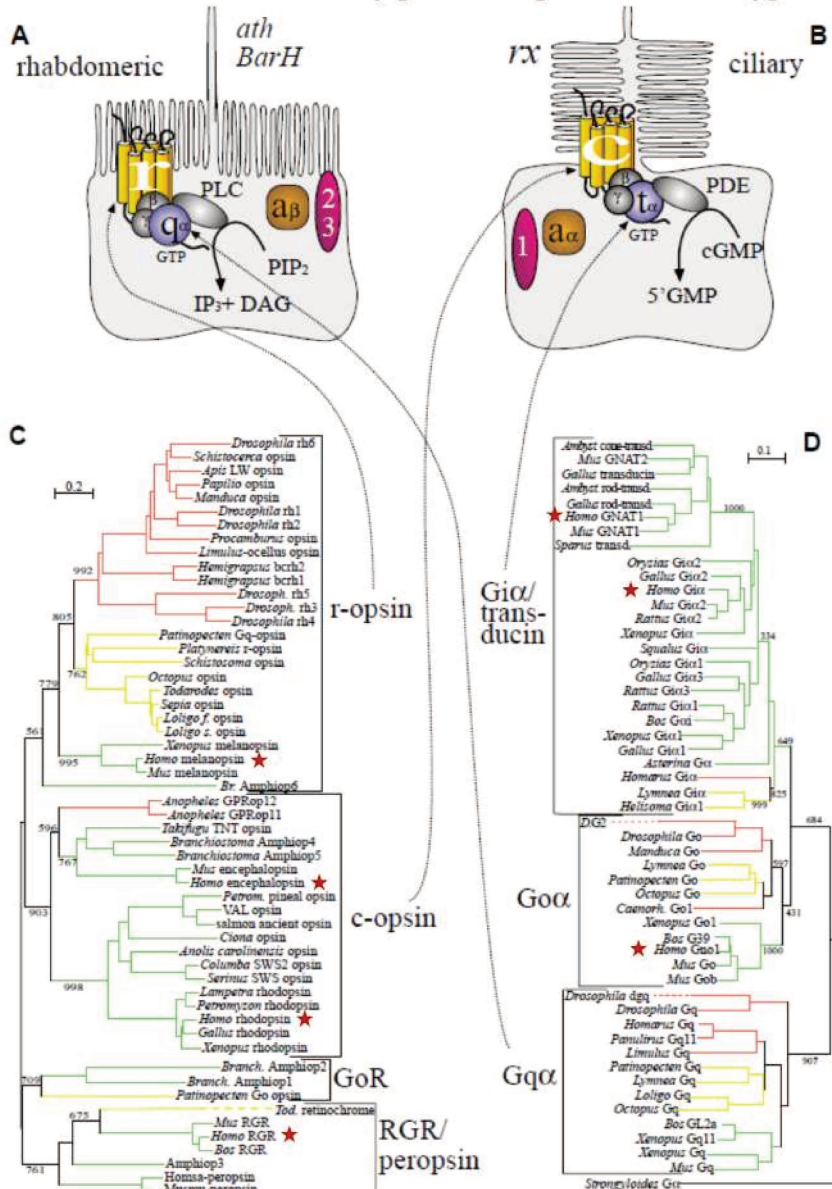 A
rhabdomeric
ath
BarH
r
PLC
β
γ
qα
GTP
PIP₂
IP₃+ DAG
aβ
2
3
B
rx
ciliary
c
β
γ
tα
GTP
PDE
cGMP
5'GMP
1
aα
C
0.2
Drosophila rh6
Schistocerca opsin
Apis LW opsin
Papilio opsin
Manduca opsin
Drosophila rh1
Drosophila rh2
Procamburus opsin
Limulus-ocellus opsin
Hemigrapsus bcrh2
Hemigrapsus bcrh1
Drosoph. rh5
Drosoph. rh3
Drosophila rh4
Patinopecten Gq-opsin
Platynereis r-opsin
Schistosoma opsin
Octopus opsin
Todarodes opsin
Sepia opsin
Loligo f. opsin
Loligo s. opsin
Xenopus melanopsin
Homo melanopsin
Mus melanopsin
Br. Amphiop6
992
805
762
779
561
995
r-opsin
Anopheles GPRop12
Anopheles GPRop11
Takifugu TNT opsin
Branchiostoma Amphiop4
Branchiostoma Amphiop5
Mus encephalopsin
Homo encephalopsin
Petrom. pineal opsin
VAL opsin
salmon ancient opsin
Ciona opsin
Anolis carolinensis opsin
Columba SWS2 opsin
Serinus SWS opsin
Lampetra rhodopsin
Petromyzon rhodopsin
Homo rhodopsin
Gallus rhodopsin
Xenopus rhodopsin
596
767
903
998
c-opsin
Branch. Amphiop2
Branch. Amphiop1
Patinopecten Go opsin
709
GoR
Tod. retinochrome
Mus RGR
Homo RGR
Bos RGR
Amphiop3
Homsa-peropsin
675
761
RGR/
peropsin
D
0.1
Ambyst cone-transd.
Mus GNAT2
Gallus transducin
Ambyst rod-transd.
Gallus rod-transd.
Homo GNAT1
Mus GNAT1
Sparus transd.
Orysias Giα2
Gallus Giα2
Homo Giα
Mus Giα2
Rattus Giα2
Xenopus Giα
Squalus Giα
Orysias Giα1
Gallus Giα3
Rattus Giα3
Rattus Giα1
Bos Gαi
Xenopus Giα1
Gallus Giα1
Asterina Gα
Homarus Giα
Lymnea Giα
Helisoma Giα1
1000
334
649
425
999
684
Giα/
trans-
ducin
DG2
Drosophila Go
Manduca Go
Lymnea Go
Patinopecten Go
Octopus Go
Caenorh. Go1
Xenopus Go1
Bos G39
Homo Gno1
Mus Go
Mus Gob
597
431
1000
Goα
Drosophila dgq
Drosophila Gq
Homarus Gq
Panulirus Gq11
Limulus Gq
Patinopecten Gq
Lymnea Gq
Loligo Gq
Octopus Gq
Bos GL2a
Xenopus Gq11
Xenopus Gq
Mus Gq
Strongyloides Gα
907
Gqα